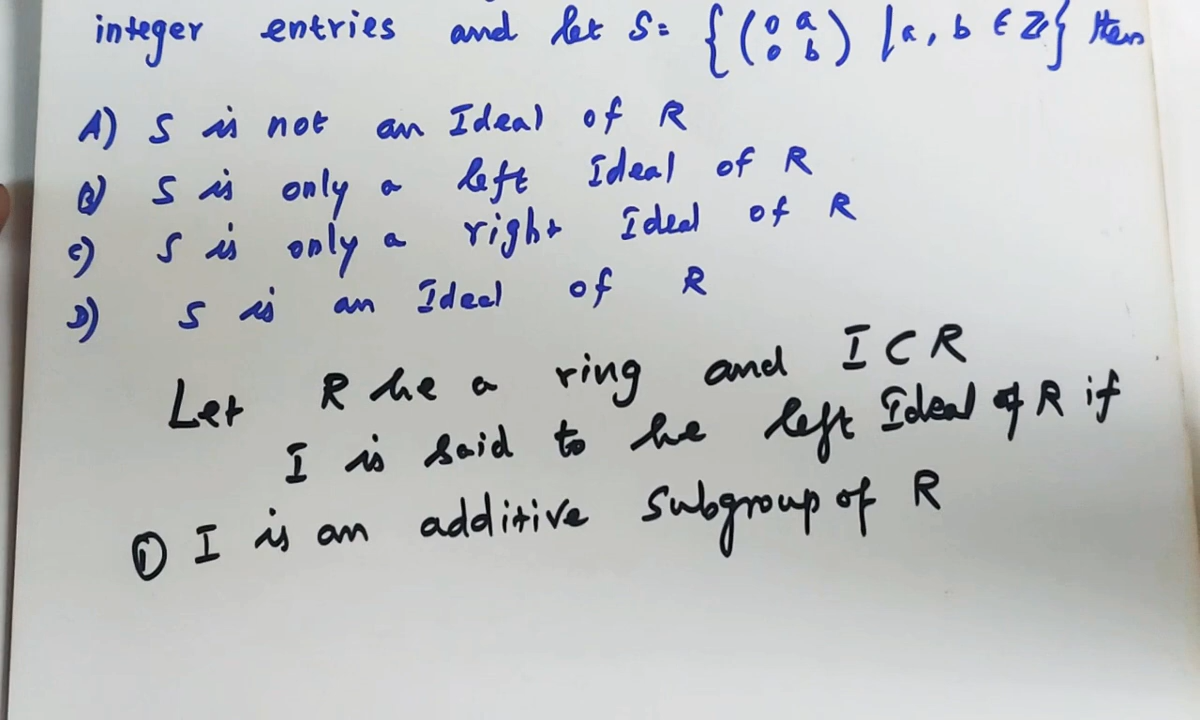 integer entries and let S = { ( 0 a 0 b ) | a, b ∈ Z } then
A) S is not an Ideal of R
B) S is only a left Ideal of R
C) S is only a right Ideal of R
D) S is an Ideal of R
Let R be a ring and I ⊂ R
I is said to be left Ideal of R if
① I is an additive subgroup of R